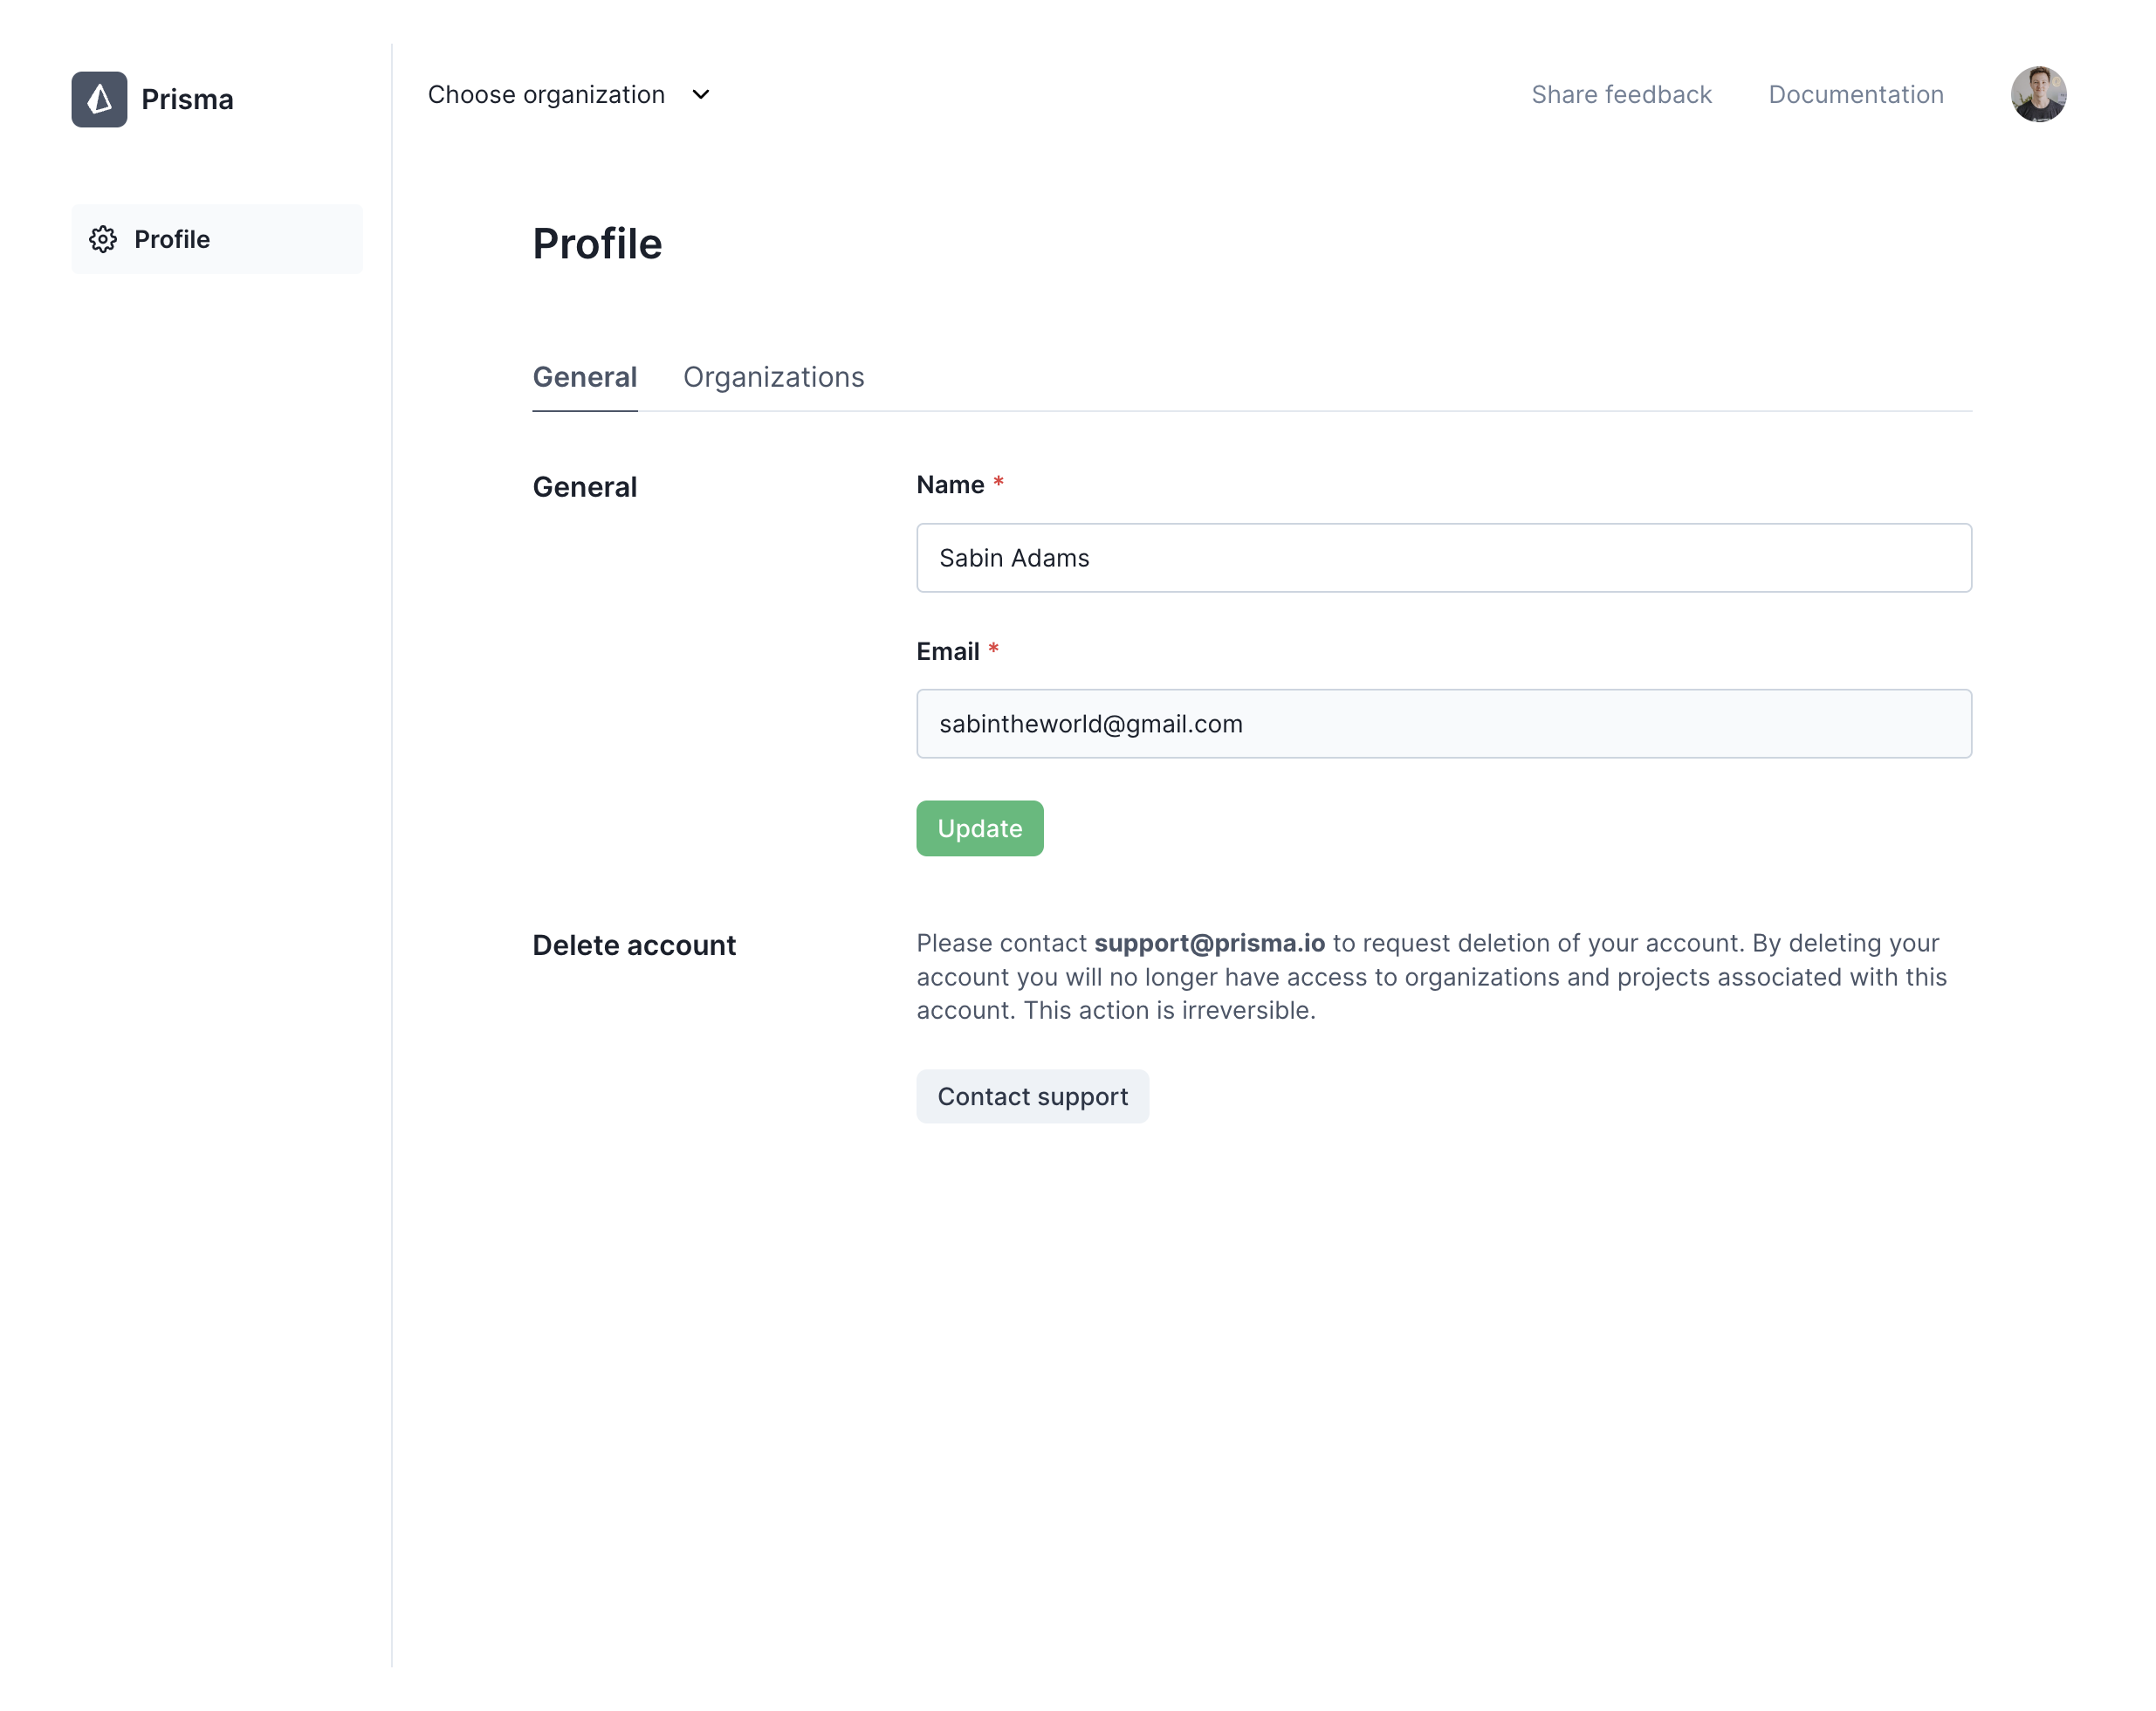 Prisma
Choose organization
Share feedback
Documentation
Profile
Profile
General
Organizations
General
Name *
Sabin Adams
Email *
sabintheworld@gmail.com
Update
Delete account
Please contact support@prisma.io to request deletion of your account. By deleting your
account you will no longer have access to organizations and projects associated with this
account. This action is irreversible.
Contact support